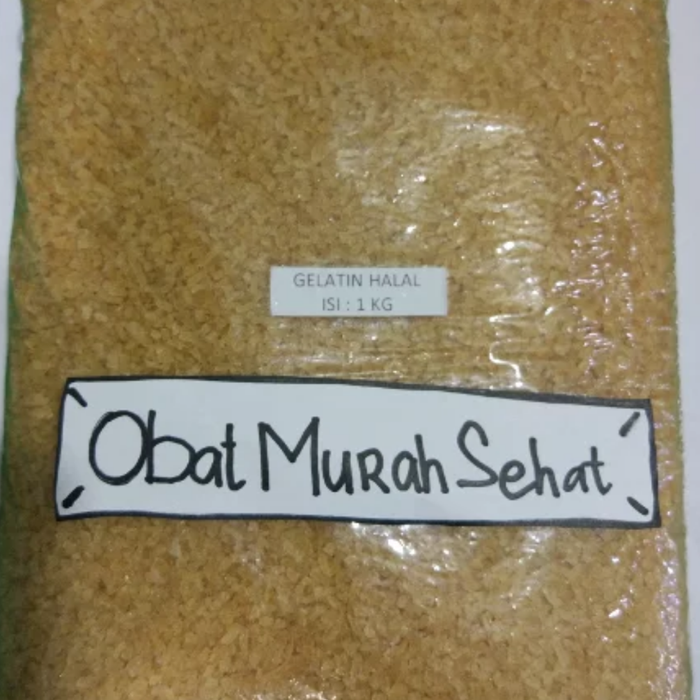 GELATIN HALAL
ISI : 1 KG
Obat Murah Sehat